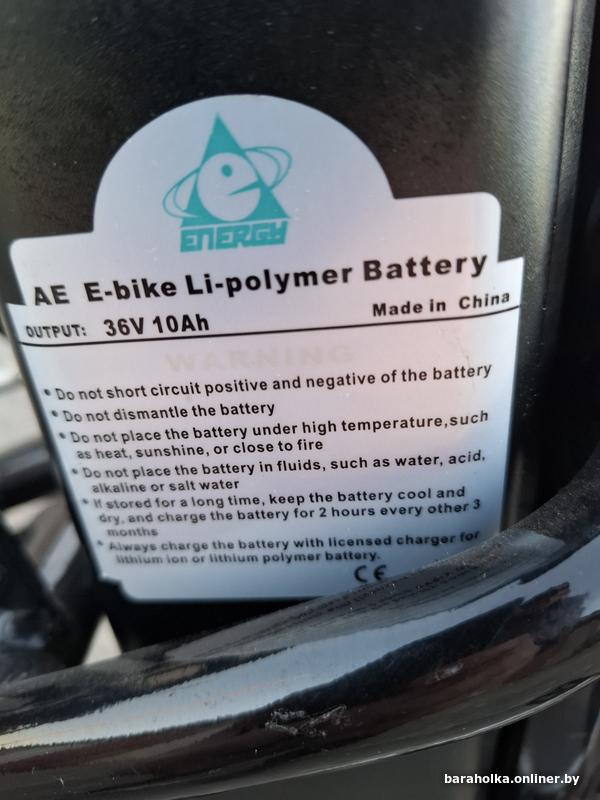 e
ENERGY
AE E-bike Li-polymer Battery
OUTPUT: 36V 10Ah
Made in China
WARNING
* Do not short circuit positive and negative of the battery
* Do not dismantle the battery
* Do not place the battery under high temperature,such
as heat, sunshine, or close to fire
* Do not place the battery in fluids, such as water, acid,
alkaline or salt water
* If stored for a long time, keep the battery cool and
dry, and charge the battery for 2 hours every other 3
months
* Always charge the battery with licensed charger for
lithium ion or lithium polymer battery.
CE
baraholka.onliner.by